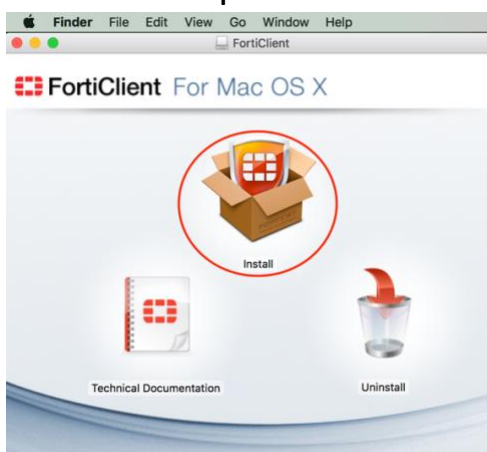 Finder File Edit View Go Window Help
FortiClient
FortiClient For Mac OS X
Install
Technical Documentation
Uninstall